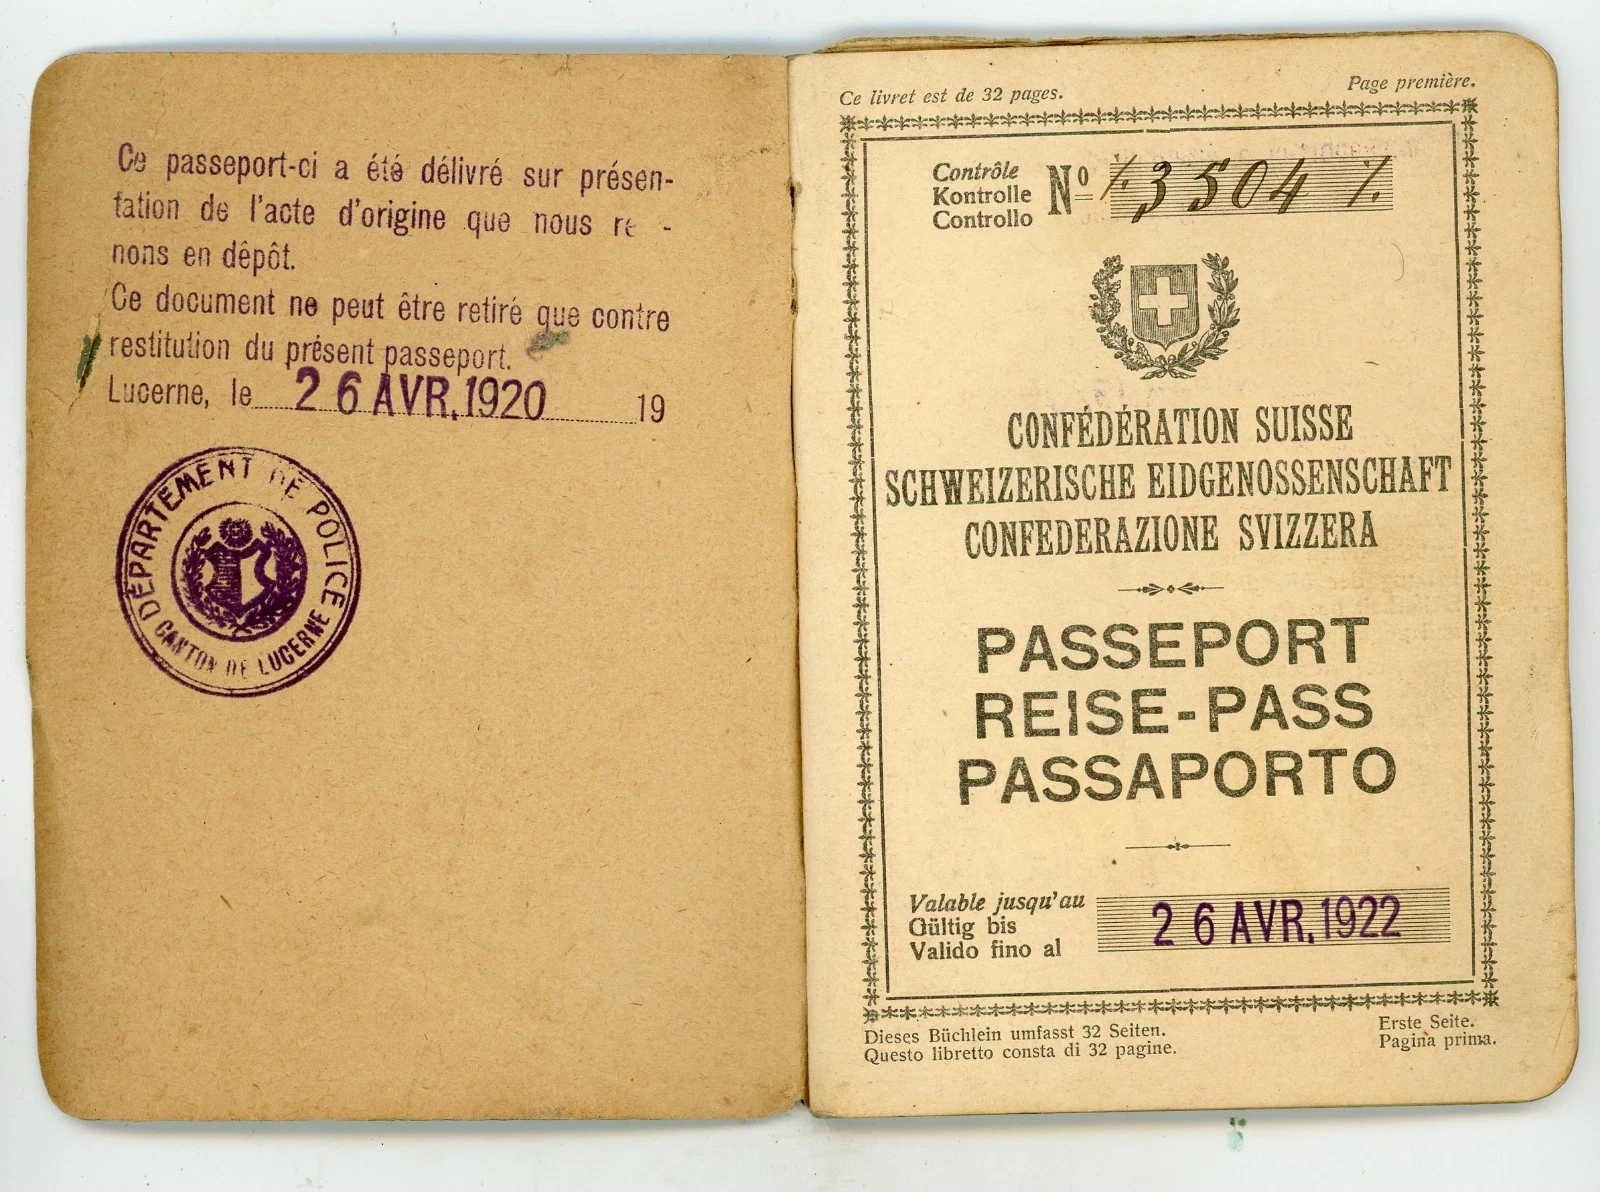 Ce passeport-ci a été délivré sur présen-
tation de l'acte d'origine que nous
nons en dépôt.
Ce document ne peut être retiré que contre
restitution du présent passeport.
Lucerne, le 26 AVR. 1920 19
DÉPARTEMENT DE POLICE
CANTON DE LUCERNE
Ce livret est de 32 pages.
Page première.
Contrôle
Kontrolle
Controllo
Nº ·/. 3504 ·/.
CONFÉDÉRATION SUISSE
SCHWEIZERISCHE EIDGENOSSENSCHAFT
CONFEDERAZIONE SVIZZERA
PASSEPORT
REISE-PASS
PASSAPORTO
Valable jusqu'au
Gültig bis
Valido fino al
26 AVR. 1922
Dieses Büchlein umfasst 32 Seiten.
Questo libretto consta di 32 pagine.
Erste Seite.
Pagina prima.